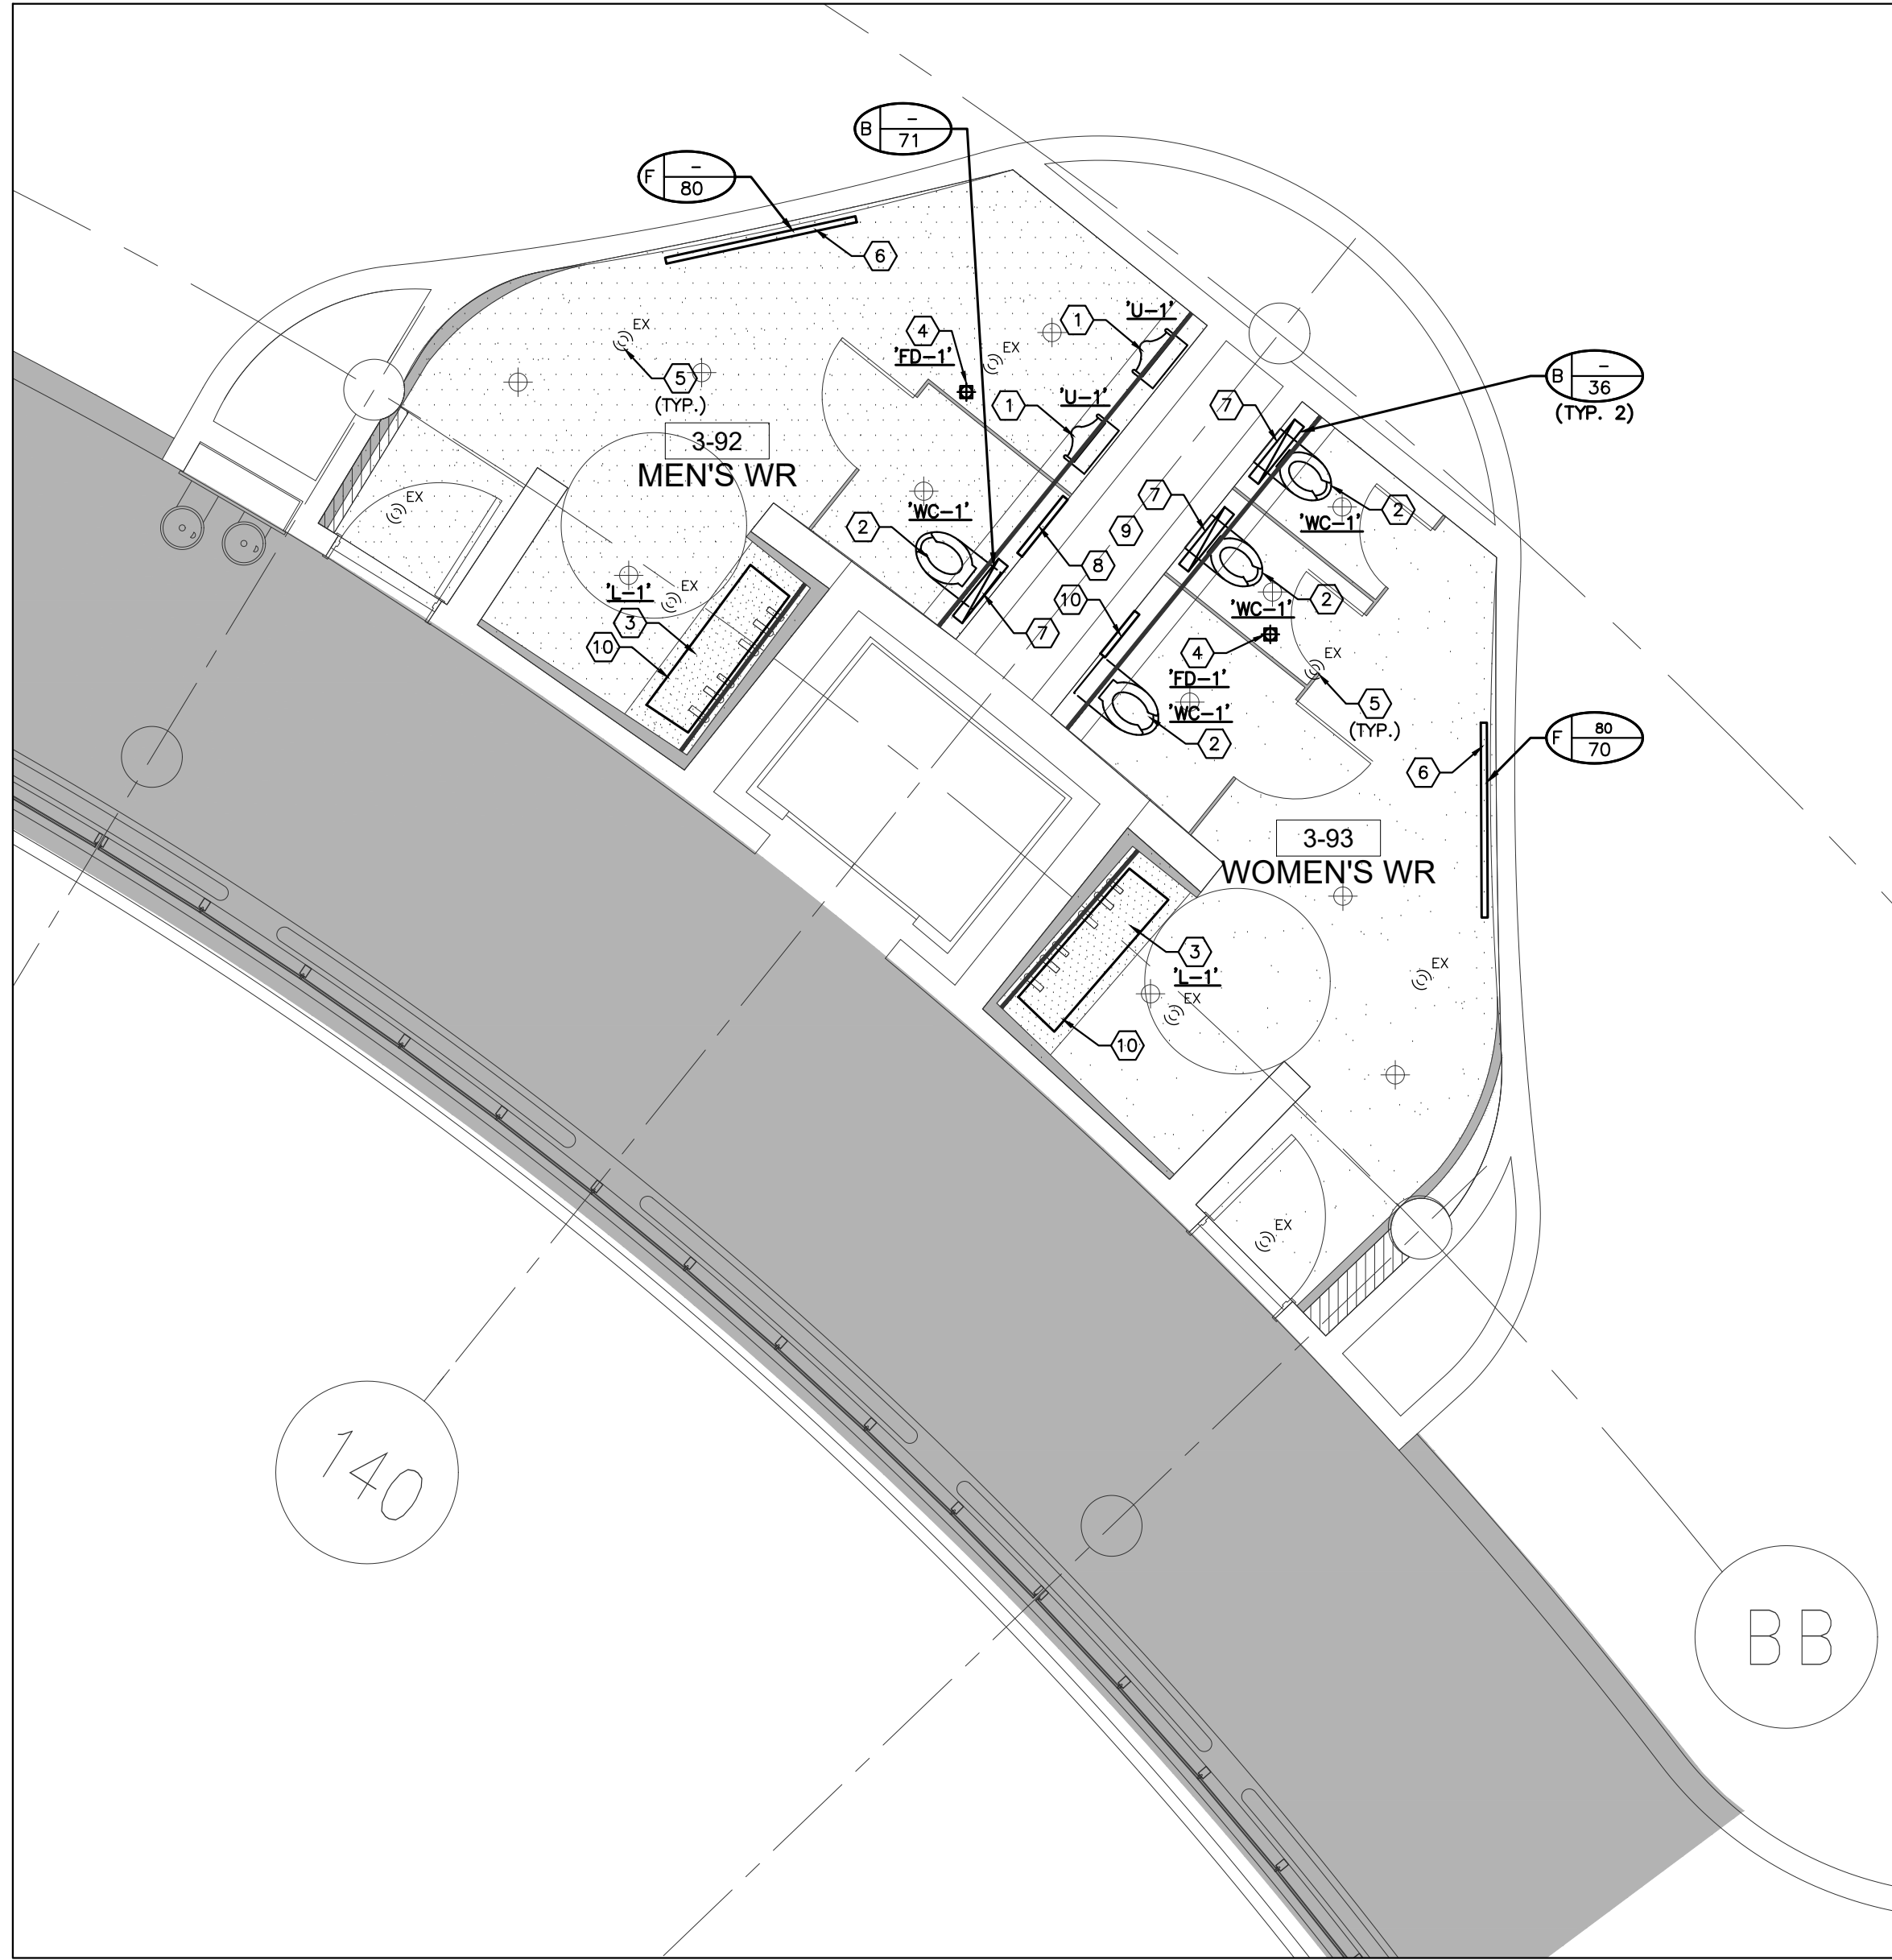 B
-
71
F
-
80
6
'U-1'
1
4
'FD-1'
EX
EX
5
(TYP.)
'U-1'
1
B
-
36
(TYP. 2)
7
3-92
MEN'S WR
7
2
'WC-1'
EX
'WC-1'
2
9
2
8
EX
'L-1'
3
10
10
7
'WC-1'
2
4
EX
'FD-1'
5
(TYP.)
'WC-1'
2
F
80
70
6
3-93
WOMEN'S WR
3
'L-1'
EX
EX
10
EX
140
BB